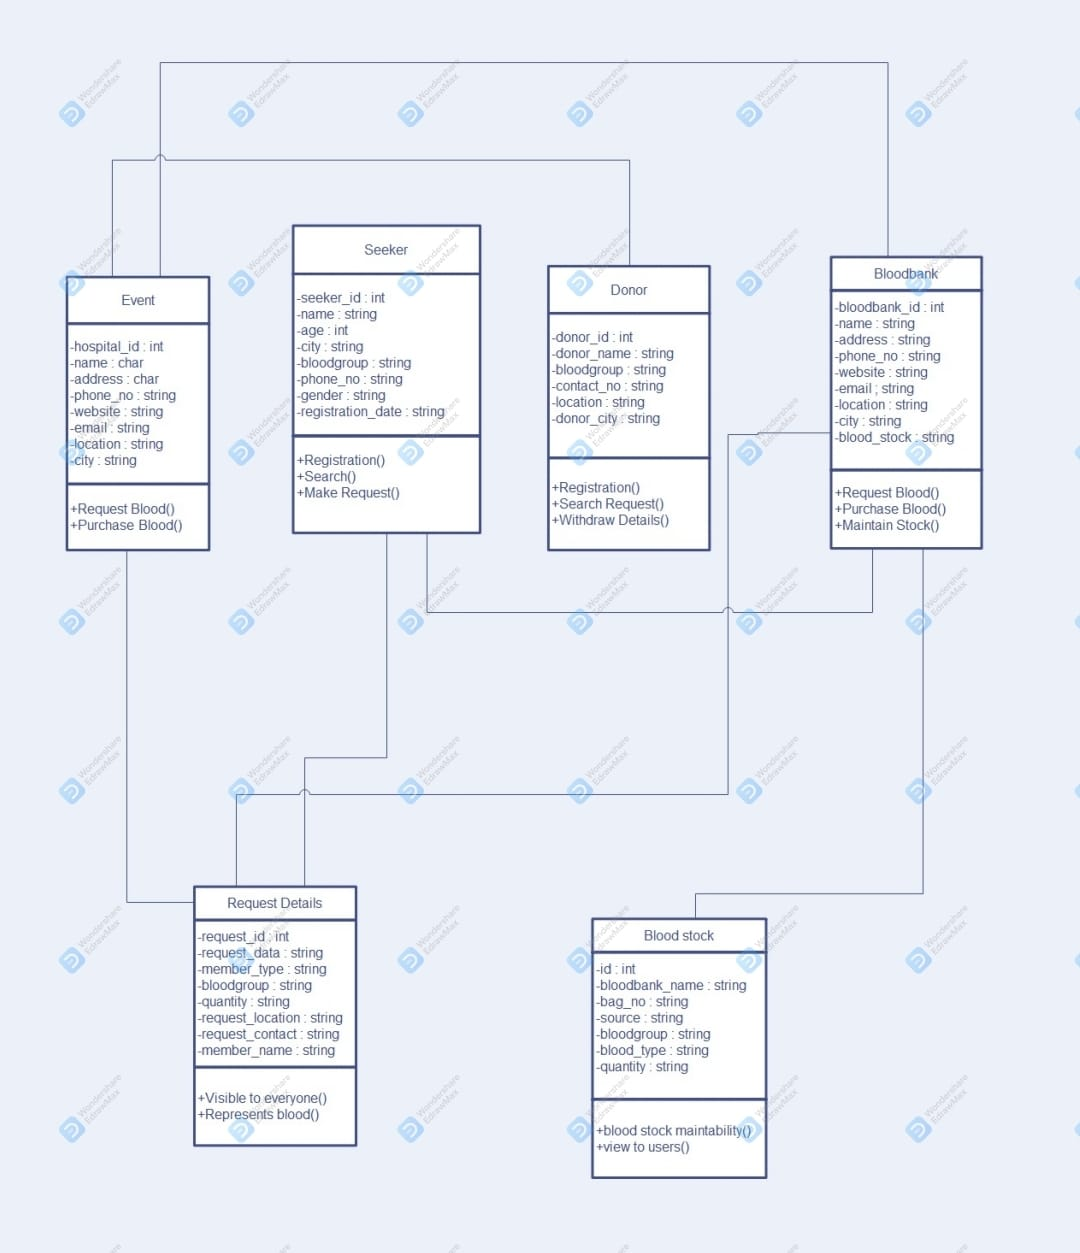 Event
-hospital_id : int
-name : char
-address : char
-phone_no : string
-website : string
-email : string
-location : string
-city : string
+Request Blood()
+Purchase Blood()
Seeker
-seeker_id : int
-name : string
-age : int
-city : string
-bloodgroup : string
-phone_no : string
-gender : string
-registration_date : string
+Registration()
+Search()
+Make Request()
Donor
-donor_id : int
-donor_name : string
-bloodgroup : string
-contact_no : string
-location : string
-donor_city : string
+Registration()
+Search Request()
+Withdraw Details()
Bloodbank
-bloodbank_id : int
-name : string
-address : string
-phone_no : string
-website : string
-email ; string
-location : string
-city : string
-blood_stock : string
+Request Blood()
+Purchase Blood()
+Maintain Stock()
Request Details
-request_id : int
-request_data : string
-member_type : string
-bloodgroup : string
-quantity : string
-request_location : string
-request_contact : string
-member_name : string
+Visible to everyone()
+Represents blood()
Blood stock
-id : int
-bloodbank_name : string
-bag_no : string
-source : string
-bloodgroup : string
-blood_type : string
-quantity : string
+blood stock maintability()
+view to users()
Wondershare
EdrawMax